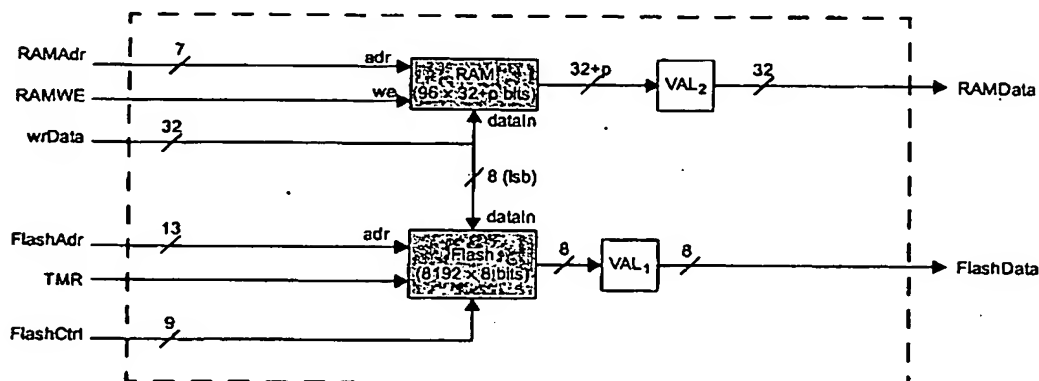 RAMAdr
7
adr
RAM
(96 × 32+p bits)
32+p
VAL2
32
RAMData
RAMWE
we
wrData
32
dataIn
8 (lsb)
dataIn
FlashAdr
13
adr
Flash
(8192 × 8 bits)
8
VAL1
8
FlashData
TMR
FlashCtrl
9